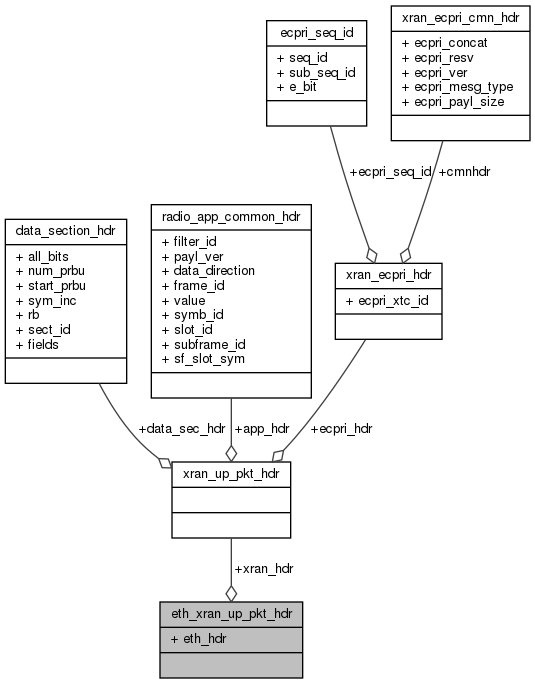 ecpri_seq_id
+ seq_id
+ sub_seq_id
+ e_bit
xran_ecpri_cmn_hdr
+ ecpri_concat
+ ecpri_resv
+ ecpri_ver
+ ecpri_mesg_type
+ ecpri_payl_size
+ecpri_seq_id
+cmnhdr
data_section_hdr
+ all_bits
+ num_prbu
+ start_prbu
+ sym_inc
+ rb
+ sect_id
+ fields
radio_app_common_hdr
+ filter_id
+ payl_ver
+ data_direction
+ frame_id
+ value
+ symb_id
+ slot_id
+ subframe_id
+ sf_slot_sym
xran_ecpri_hdr
+ ecpri_xtc_id
+data_sec_hdr
+app_hdr
+ecpri_hdr
xran_up_pkt_hdr
+xran_hdr
eth_xran_up_pkt_hdr
+ eth_hdr